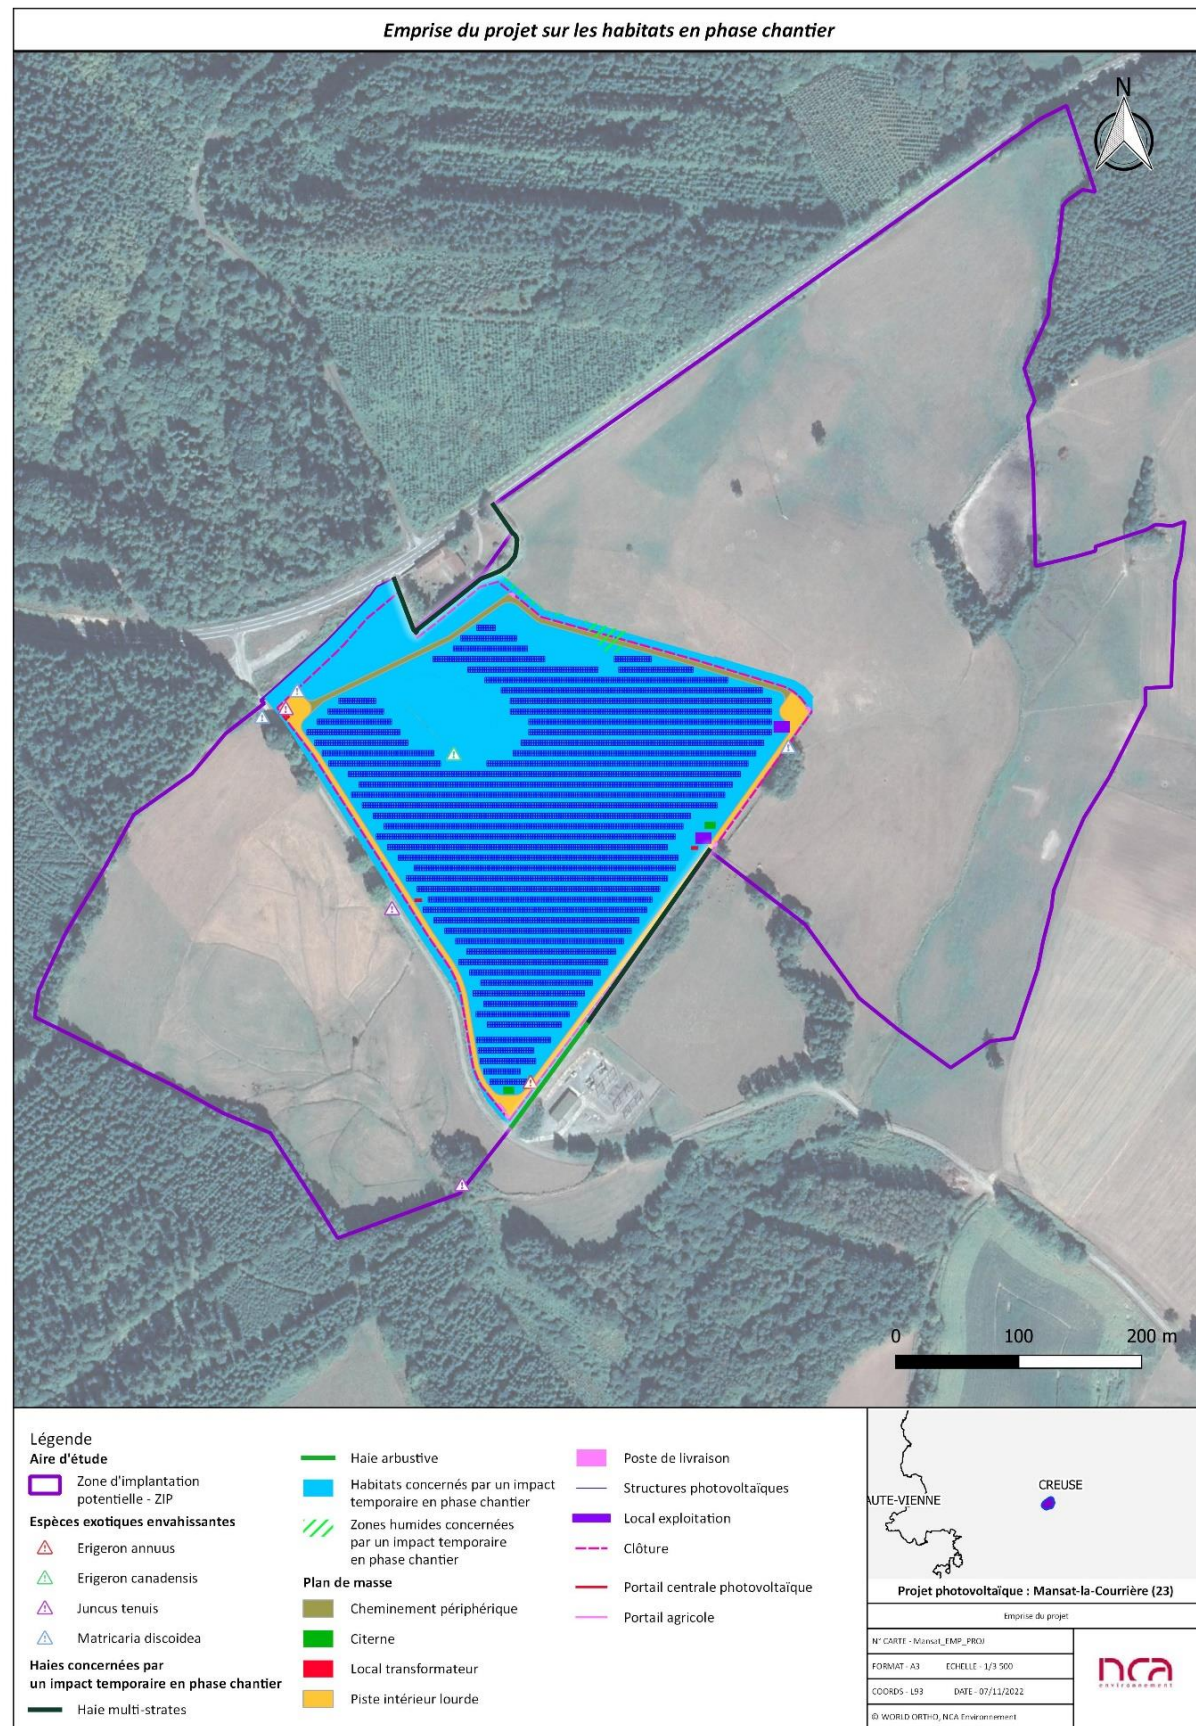 Emprise du projet sur les habitats en phase chantier
N
0 100 200 m
Légende
Aire d'étude
Zone d'implantation
potentielle - ZIP
Espèces exotiques envahissantes
Erigeron annuus
Erigeron canadensis
Juncus tenuis
Matricaria discoidea
Haies concernées par
un impact temporaire en phase chantier
Haie multi-strates
Haie arbustive
Habitats concernés par un impact
temporaire en phase chantier
Zones humides concernées
par un impact temporaire
en phase chantier
Plan de masse
Cheminement périphérique
Citerne
Local transformateur
Piste intérieur lourde
Poste de livraison
Structures photovoltaïques
Local exploitation
Clôture
Portail centrale photovoltaïque
Portail agricole
CREUSE
AUTE-VIENNE
Projet photovoltaïque : Mansat-la-Courrière (23)
Emprise du projet
N° CARTE - Mansat_EMP_PROJ
FORMAT - A3 ECHELLE - 1/3 500
COORDS - L93 DATE - 07/11/2022
© WORLD ORTHO, NCA Environnement
nca
environnement